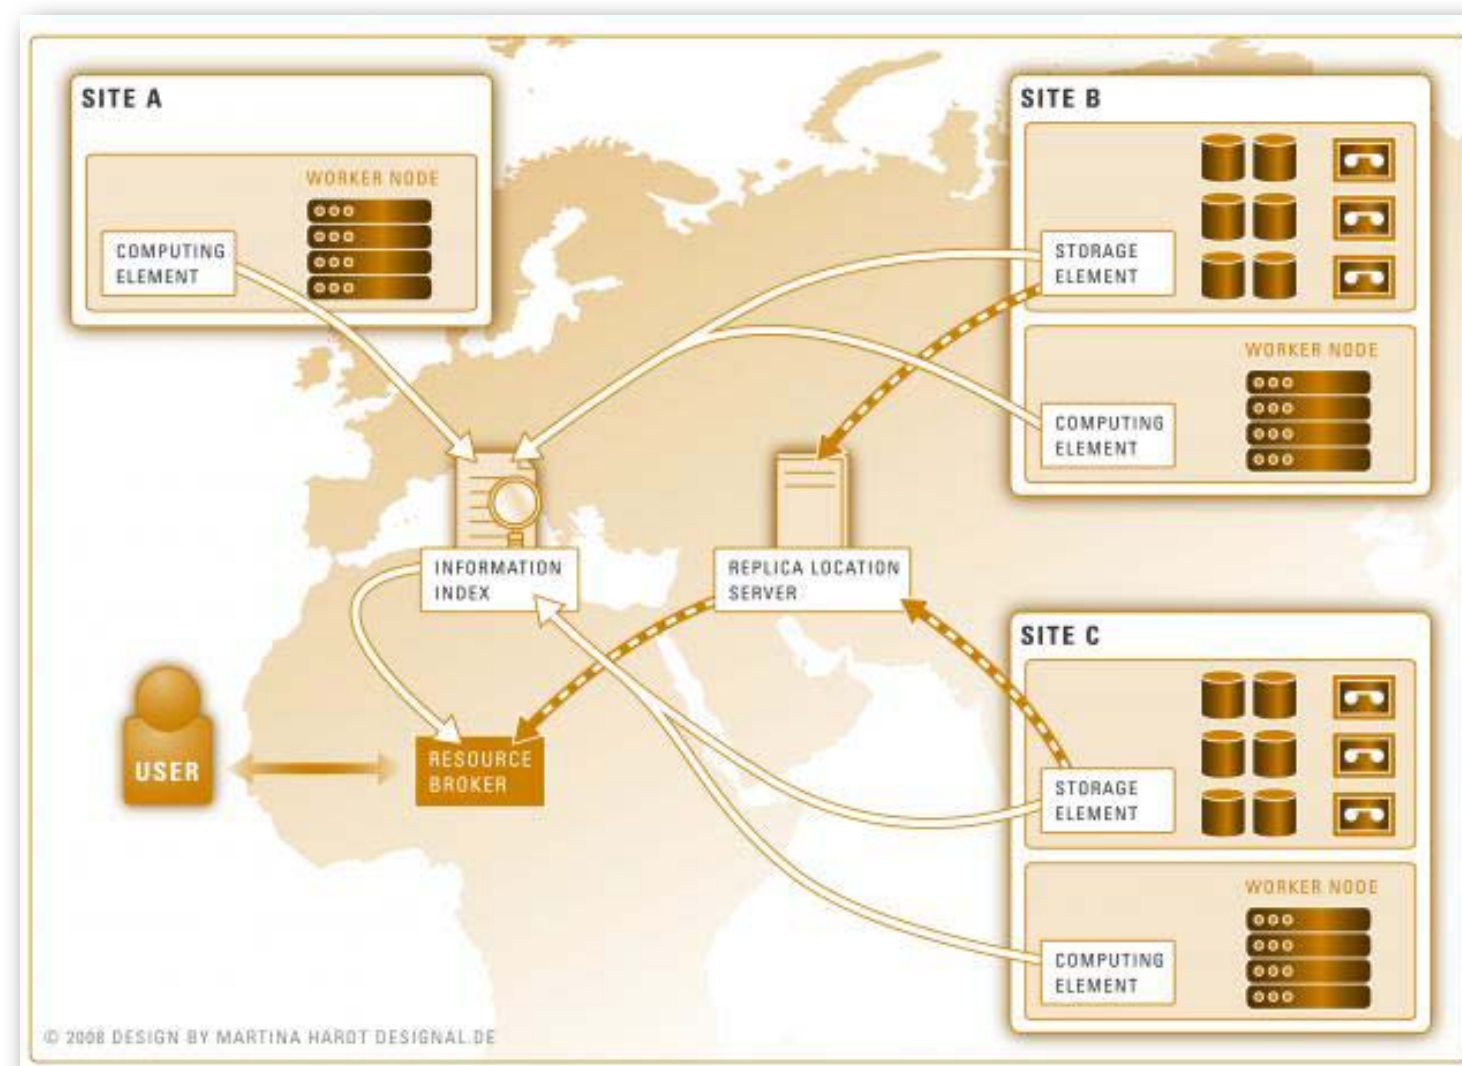 SITE A
WORKER NODE
COMPUTING
ELEMENT
SITE B
STORAGE
ELEMENT
WORKER NODE
COMPUTING
ELEMENT
INFORMATION
INDEX
REPLICA LOCATION
SERVER
SITE C
USER
RESOURCE
BROKER
STORAGE
ELEMENT
WORKER NODE
COMPUTING
ELEMENT
© 2008 DESIGN BY MARTINA HARDT DESIGNAL.DE